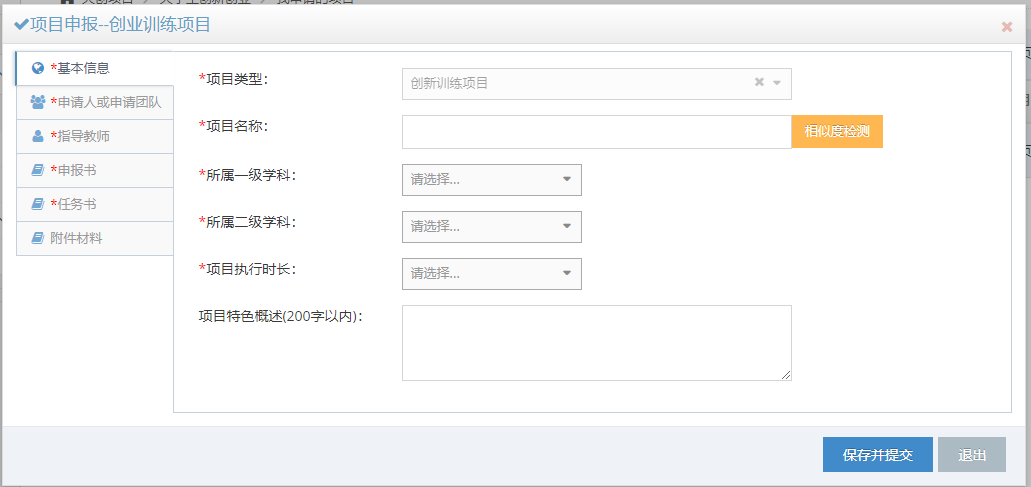 项目申报--创业训练项目
*基本信息
*申请人或申请团队
*指导教师
*申报书
*任务书
附件材料
*项目类型: 创新训练项目
*项目名称: 相似度检测
*所属一级学科: 请选择...
*所属二级学科: 请选择...
*项目执行时长: 请选择...
项目特色概述(200字以内):
保存并提交 退出